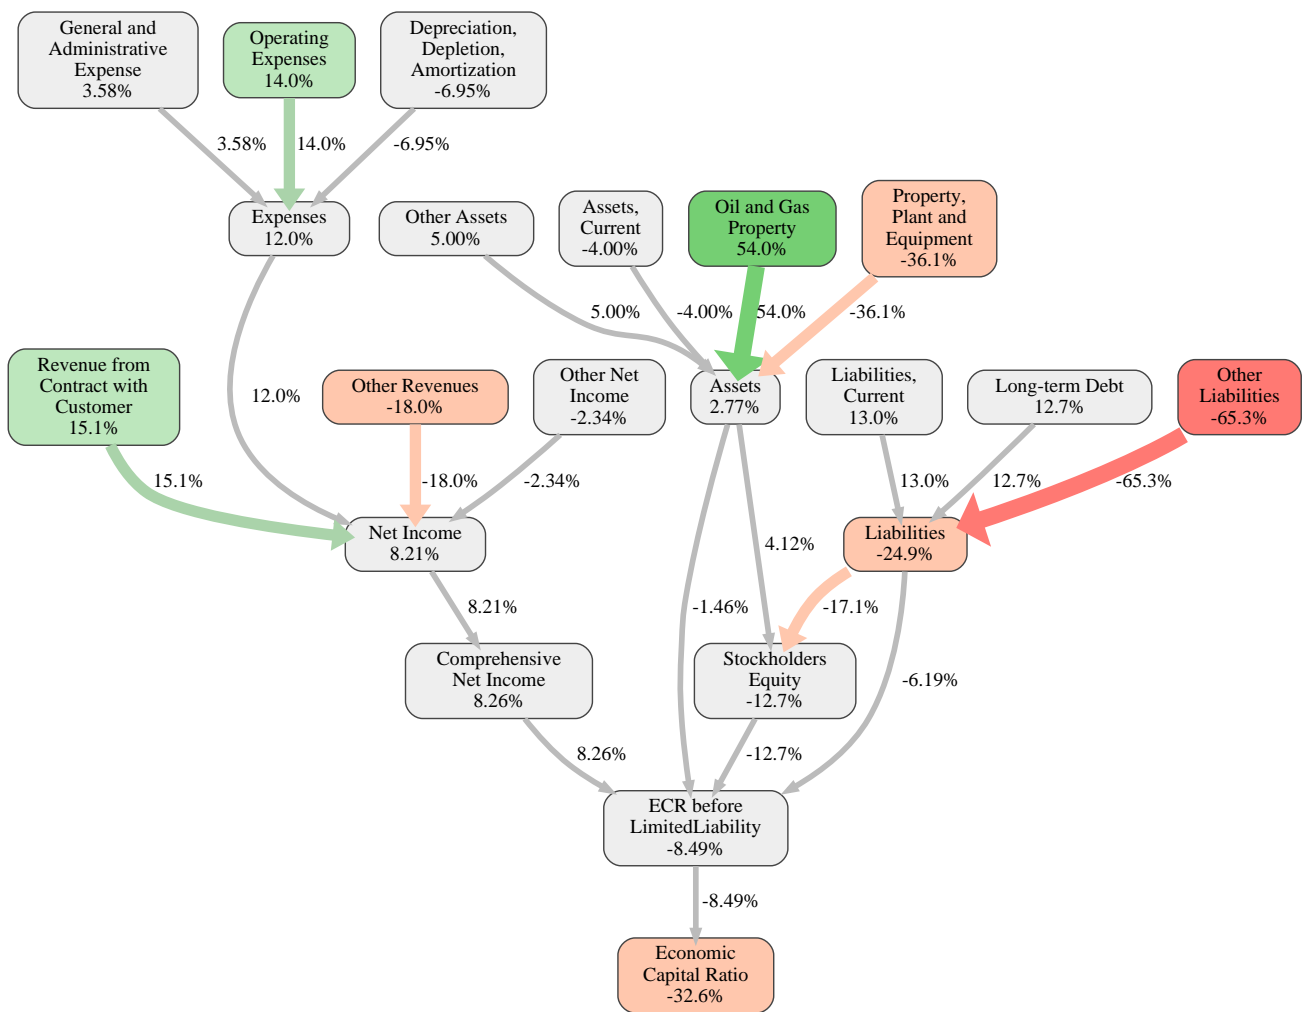 General and
Administrative
Expense
3.58%
Operating
Expenses
14.0%
Depreciation,
Depletion,
Amortization
-6.95%
3.58%
14.0%
-6.95%
Expenses
12.0%
Other Assets
5.00%
Assets,
Current
-4.00%
Oil and Gas
Property
54.0%
Property,
Plant and
Equipment
-36.1%
5.00%
-4.00%
54.0%
-36.1%
Revenue from
Contract with
Customer
15.1%
12.0%
Other Revenues
-18.0%
Other Net
Income
-2.34%
Assets
2.77%
Liabilities,
Current
13.0%
Long-term Debt
12.7%
Other
Liabilities
-65.3%
15.1%
-18.0%
-2.34%
13.0%
12.7%
-65.3%
Net Income
8.21%
4.12%
Liabilities
-24.9%
8.21%
-1.46%
-17.1%
Comprehensive
Net Income
8.26%
Stockholders
Equity
-12.7%
-6.19%
8.26%
-12.7%
ECR before
LimitedLiability
-8.49%
-8.49%
Economic
Capital Ratio
-32.6%